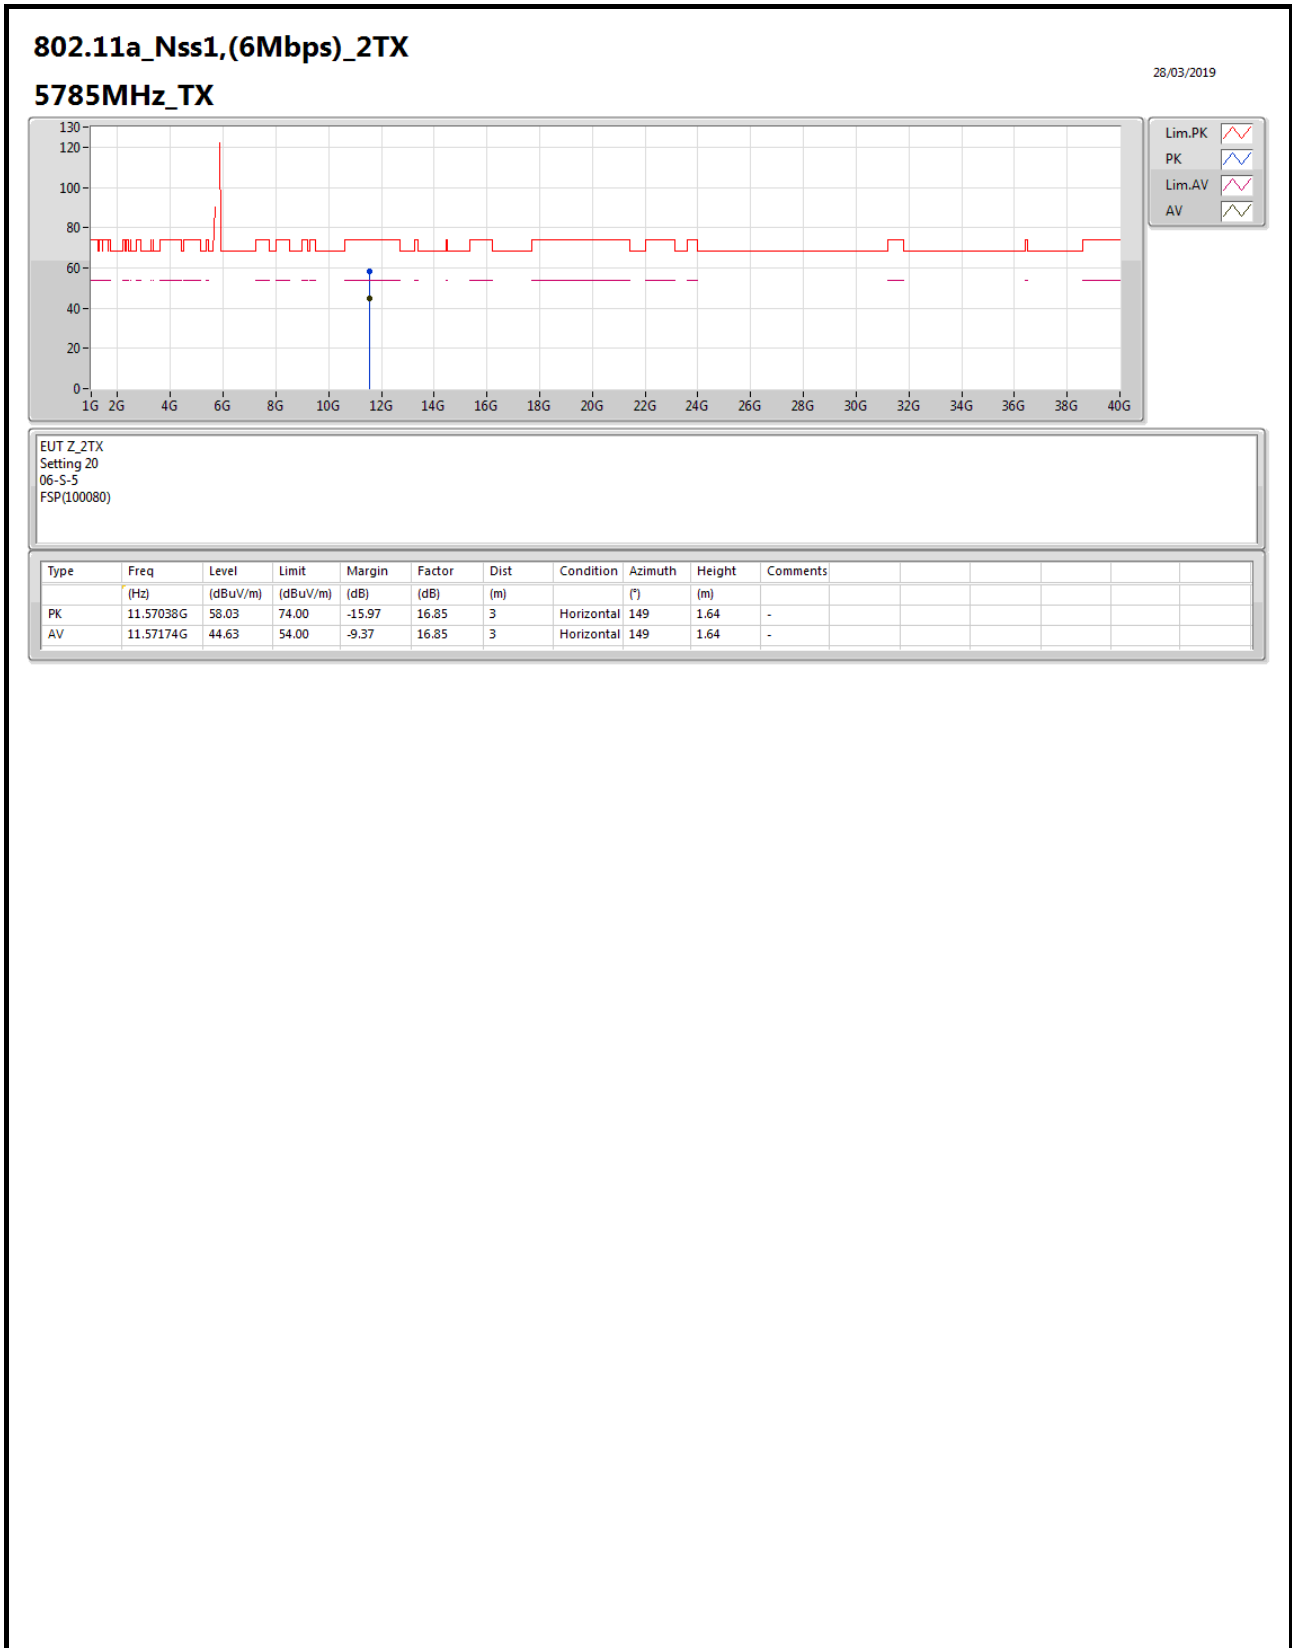 802.11a_Nss1,(6Mbps)_2TX
28/03/2019
5785MHz_TX
130
120
100
80
60
40
20
0
1G 2G 4G 6G 8G 10G 12G 14G 16G 18G 20G 22G 24G 26G 28G 30G 32G 34G 36G 38G 40G
Lim.PK
PK
Lim.AV
AV
EUT Z_2TX
Setting 20
06-S-5
FSP(100080)
Type Freq Level Limit Margin Factor Dist Condition Azimuth Height Comments
(Hz) (dBuV/m) (dBuV/m) (dB) (dB) (m) (°) (m)
PK 11.57038G 58.03 74.00 -15.97 16.85 3 Horizontal 149 1.64 -
AV 11.57174G 44.63 54.00 -9.37 16.85 3 Horizontal 149 1.64 -